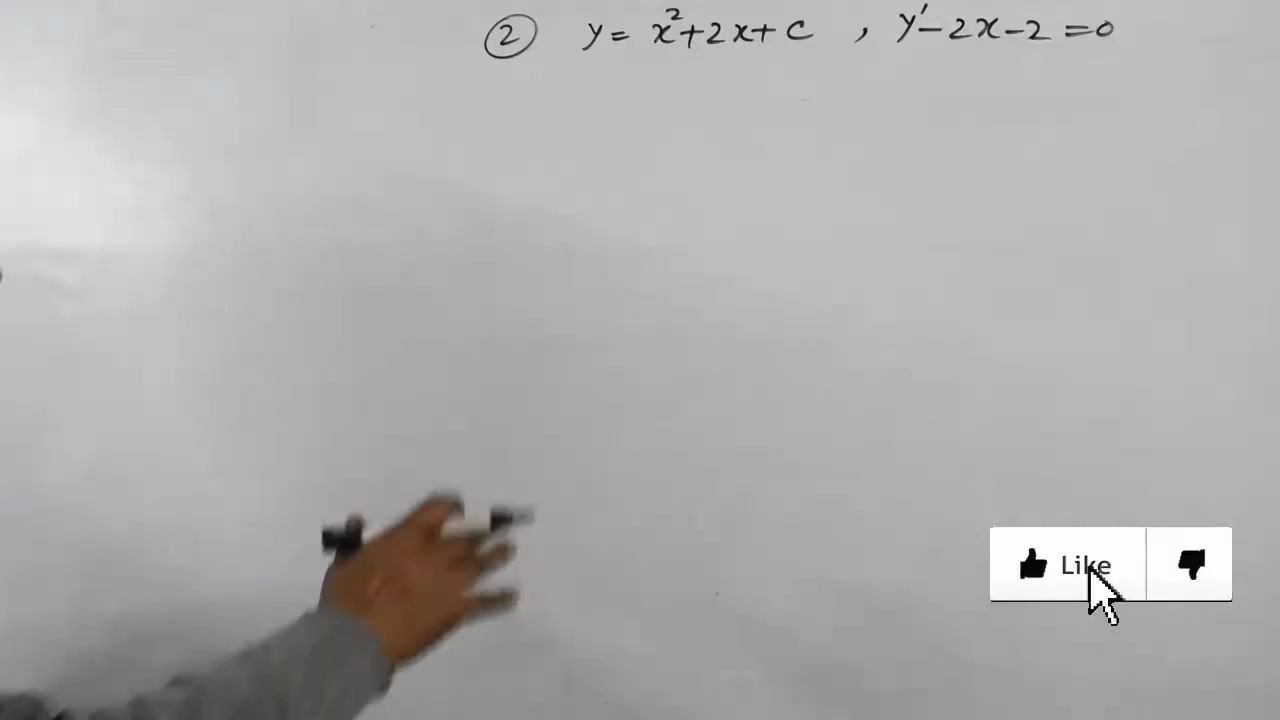 ② y = x²+2x+C , y′-2x-2=0
Like